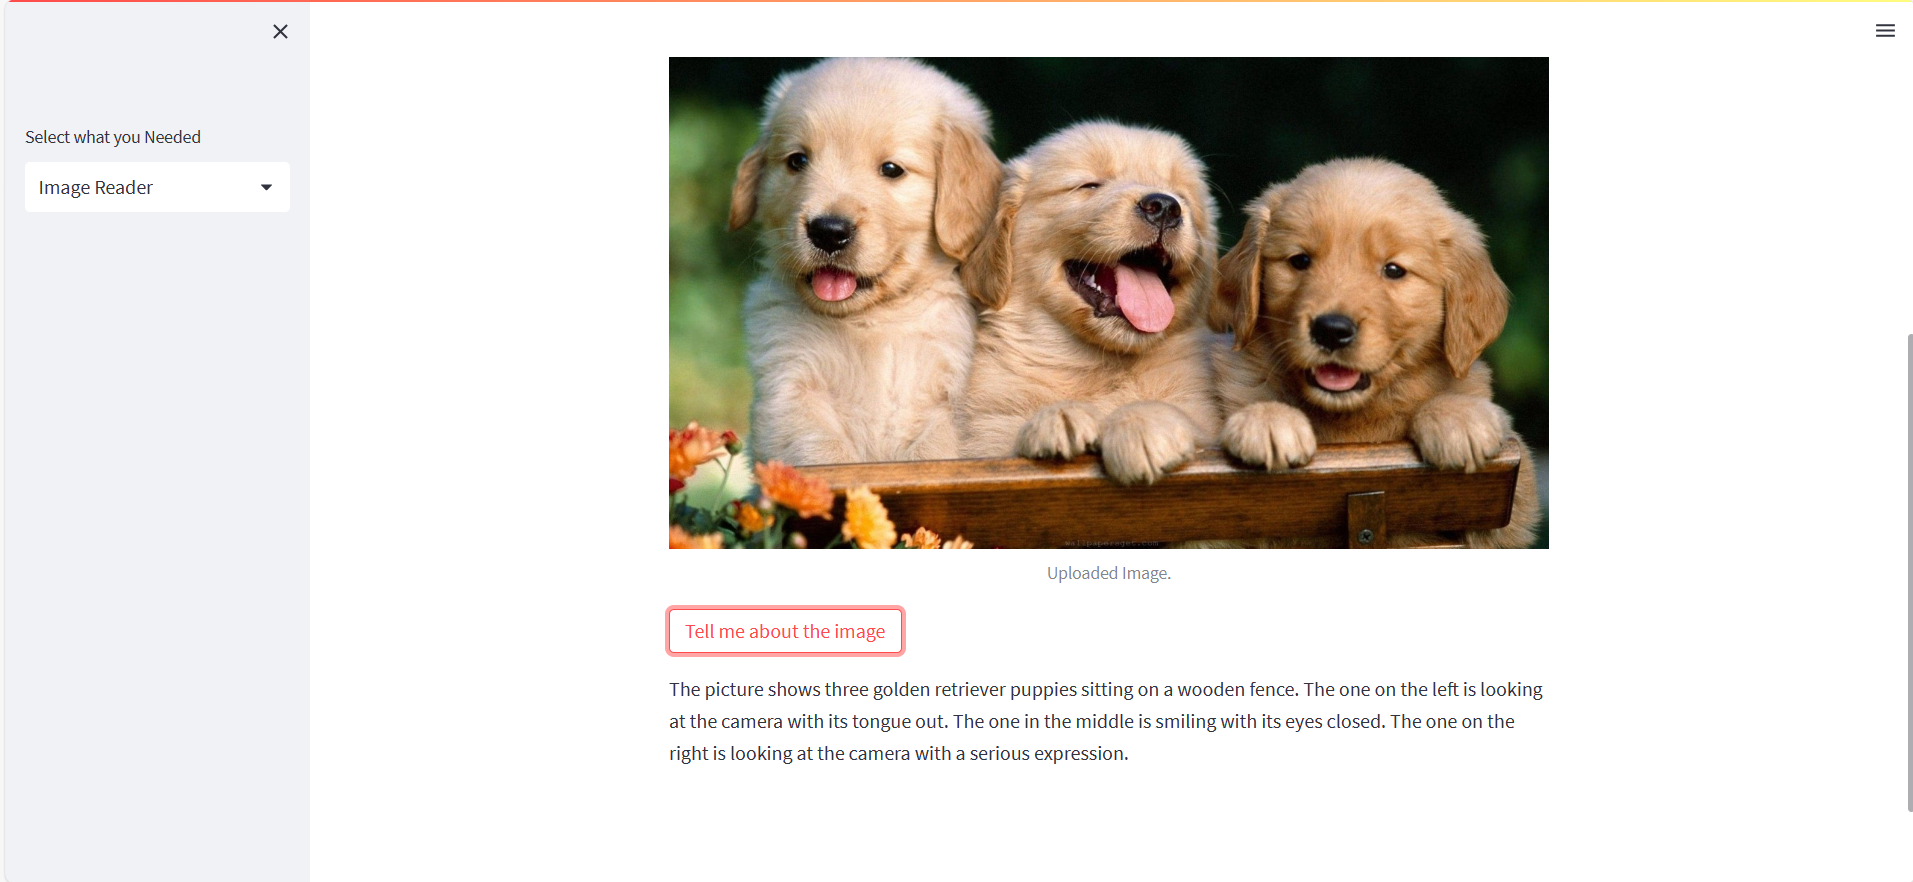 Select what you Needed
Image Reader
wallpapersget.com
Uploaded Image.
Tell me about the image
The picture shows three golden retriever puppies sitting on a wooden fence. The one on the left is looking
at the camera with its tongue out. The one in the middle is smiling with its eyes closed. The one on the
right is looking at the camera with a serious expression.